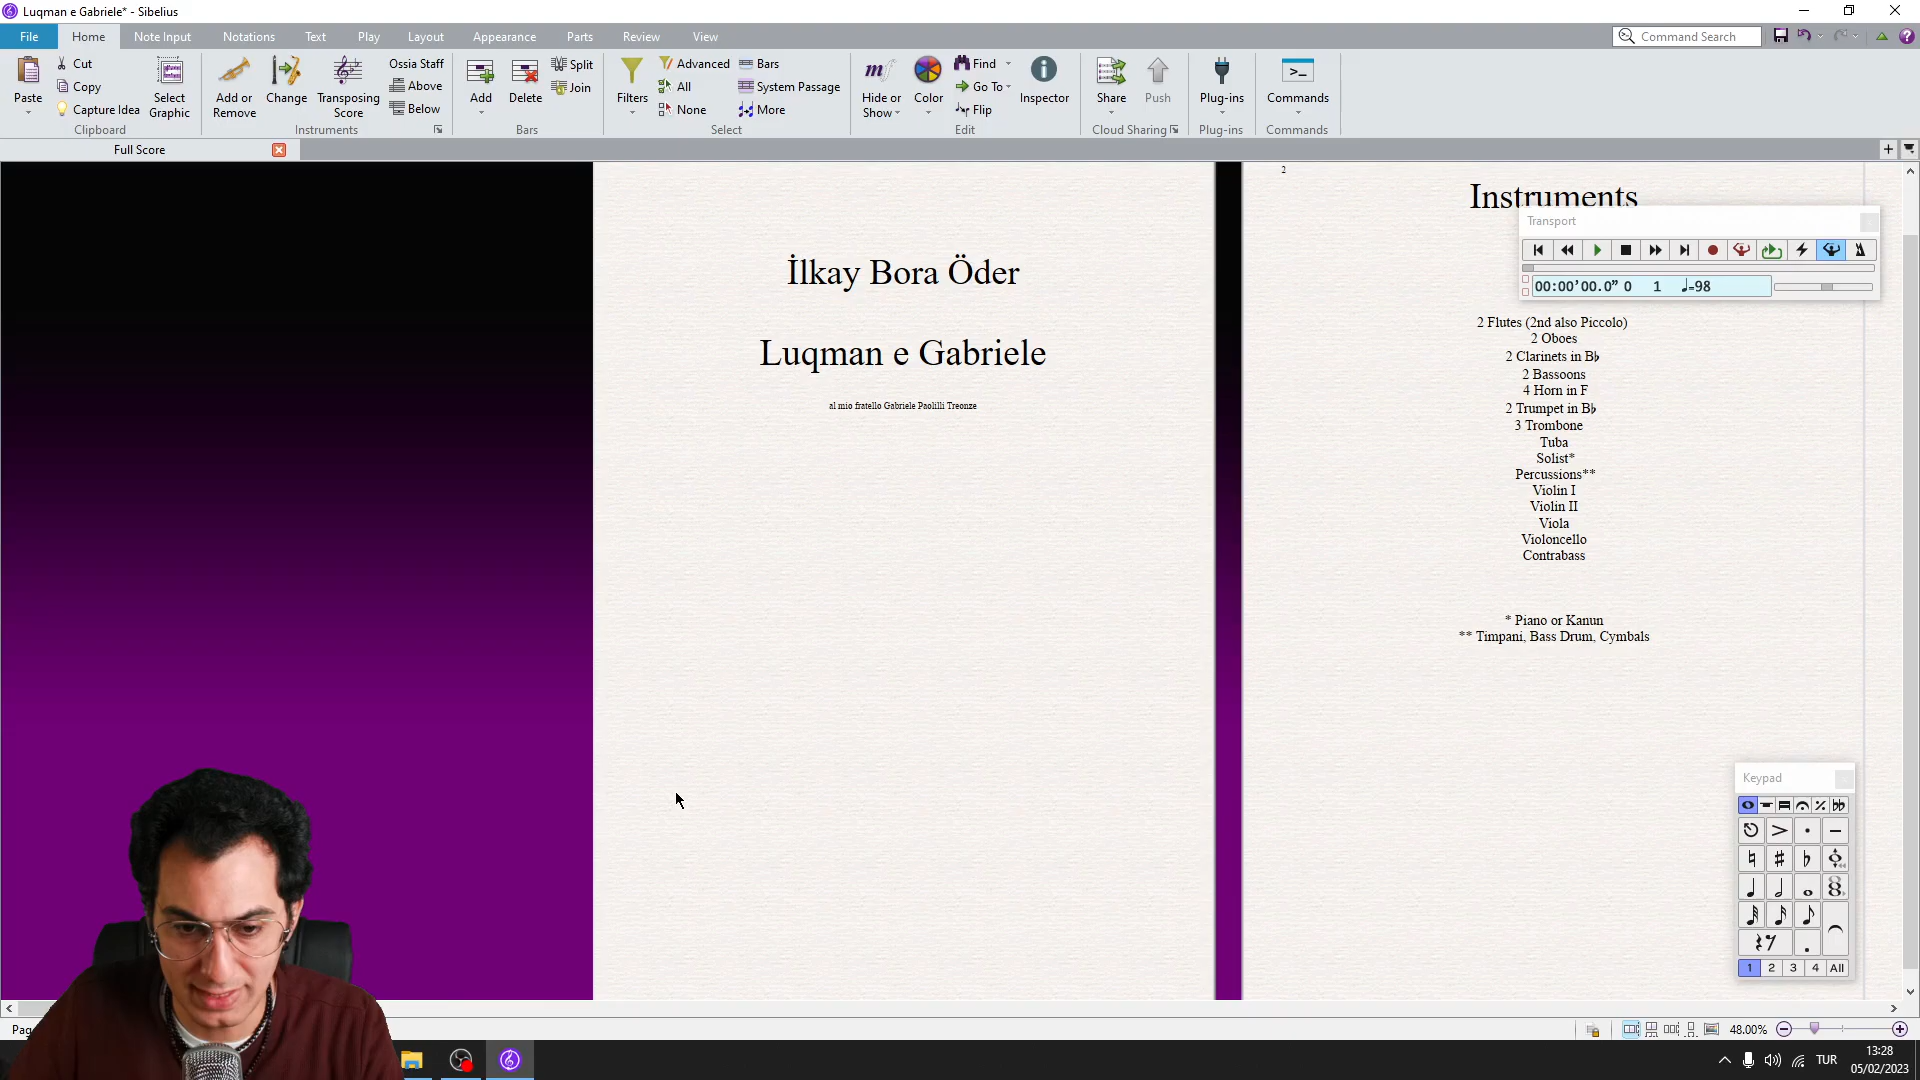 Luqman e Gabriele* - Sibelius
File Home Note Input Notations Text Play Layout Appearance Parts Review View
Command Search
Paste
Cut
Copy
Capture Idea
Select Graphic
Clipboard
Add or Remove
Change
Transposing Score
Ossia Staff
Above
Below
Instruments
Add
Delete
Split
Join
Bars
Filters
Advanced
All
None
Bars
System Passage
More
Select
Hide or Show
Color
Find
Go To
Flip
Inspector
Edit
Share
Push
Cloud Sharing
Plug-ins
Plug-ins
Commands
Commands
Full Score
İlkay Bora Öder
Luqman e Gabriele
al mio fratello Gabriele Paolilli Treonze
2
Instruments
Transport
00:00'00.0" 0 1 ♩=98
2 Flutes (2nd also Piccolo)
2 Oboes
2 Clarinets in B♭
2 Bassoons
4 Horn in F
2 Trumpet in B♭
3 Trombone
Tuba
Solist*
Percussions**
Violin I
Violin II
Viola
Violoncello
Contrabass
* Piano or Kanun
** Timpani, Bass Drum, Cymbals
Keypad
1 2 3 4 All
48.00%
TUR
13:28
05/02/2023